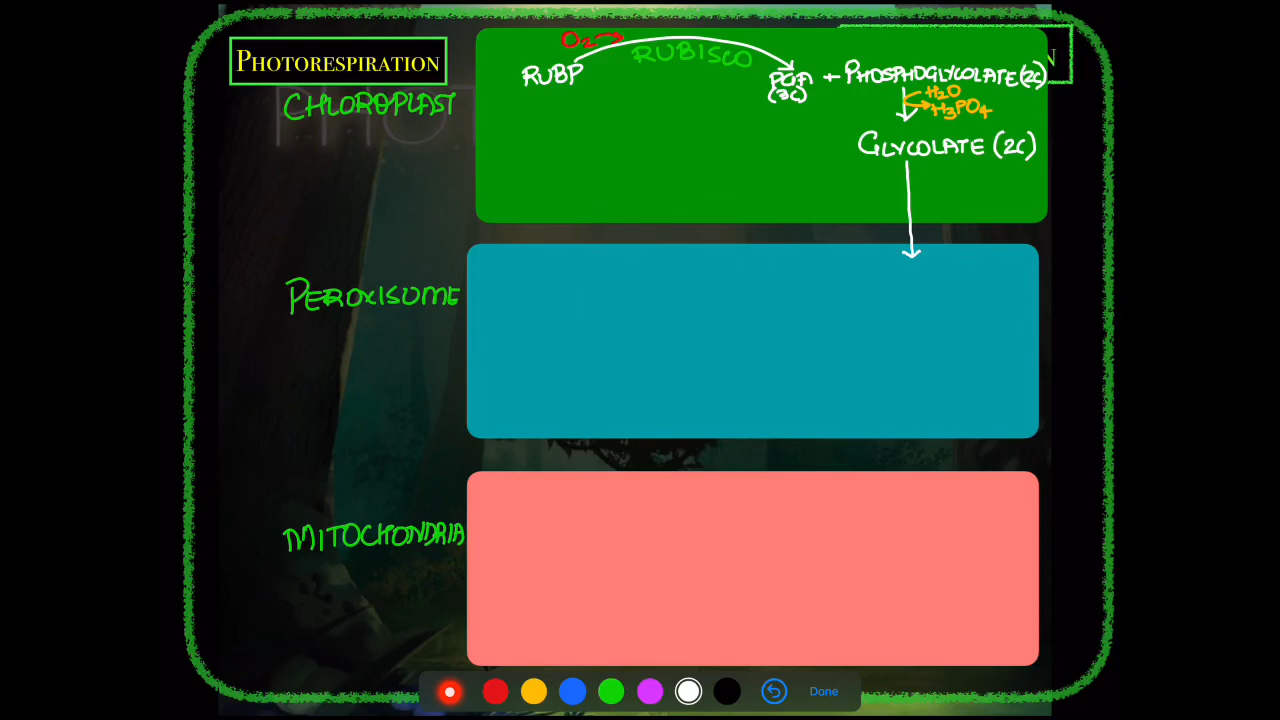 PHOTORESPIRATION
CHLOROPLAST
O2
RUBISCO
RUBP
PGA + PHOSPHOGLYCOLATE (2C)
(3C)
H2O
H3PO4
GLYCOLATE (2C)
PEROXISOME
MITOCHONDRIA
Done